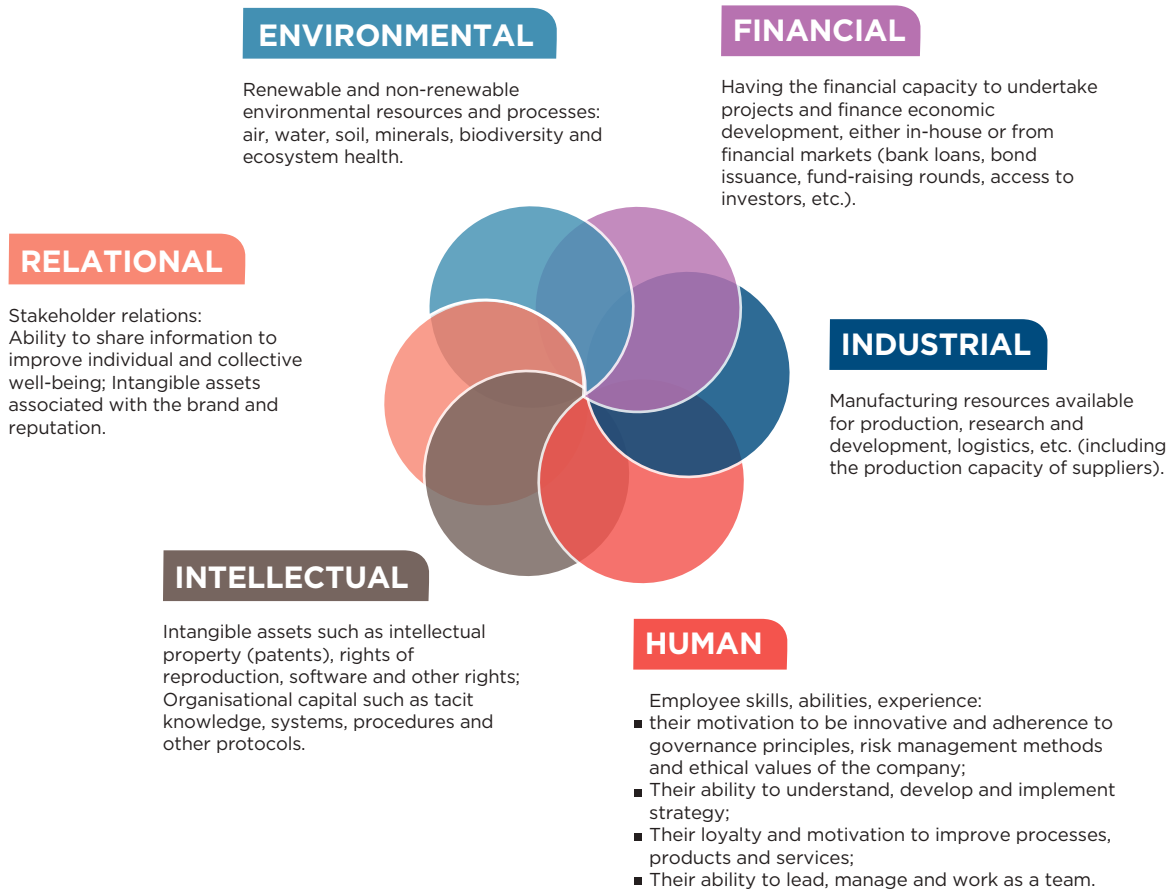 ENVIRONMENTAL
Renewable and non-renewable
environmental resources and processes:
air, water, soil, minerals, biodiversity and
ecosystem health.
FINANCIAL
Having the financial capacity to undertake
projects and finance economic
development, either in-house or from
financial markets (bank loans, bond
issuance, fund-raising rounds, access to
investors, etc.).
RELATIONAL
Stakeholder relations:
Ability to share information to
improve individual and collective
well-being; Intangible assets
associated with the brand and
reputation.
INDUSTRIAL
Manufacturing resources available
for production, research and
development, logistics, etc. (including
the production capacity of suppliers).
INTELLECTUAL
Intangible assets such as intellectual
property (patents), rights of
reproduction, software and other rights;
Organisational capital such as tacit
knowledge, systems, procedures and
other protocols.
HUMAN
Employee skills, abilities, experience:
▪ their motivation to be innovative and adherence to
governance principles, risk management methods
and ethical values of the company;
▪ Their ability to understand, develop and implement
strategy;
▪ Their loyalty and motivation to improve processes,
products and services;
▪ Their ability to lead, manage and work as a team.